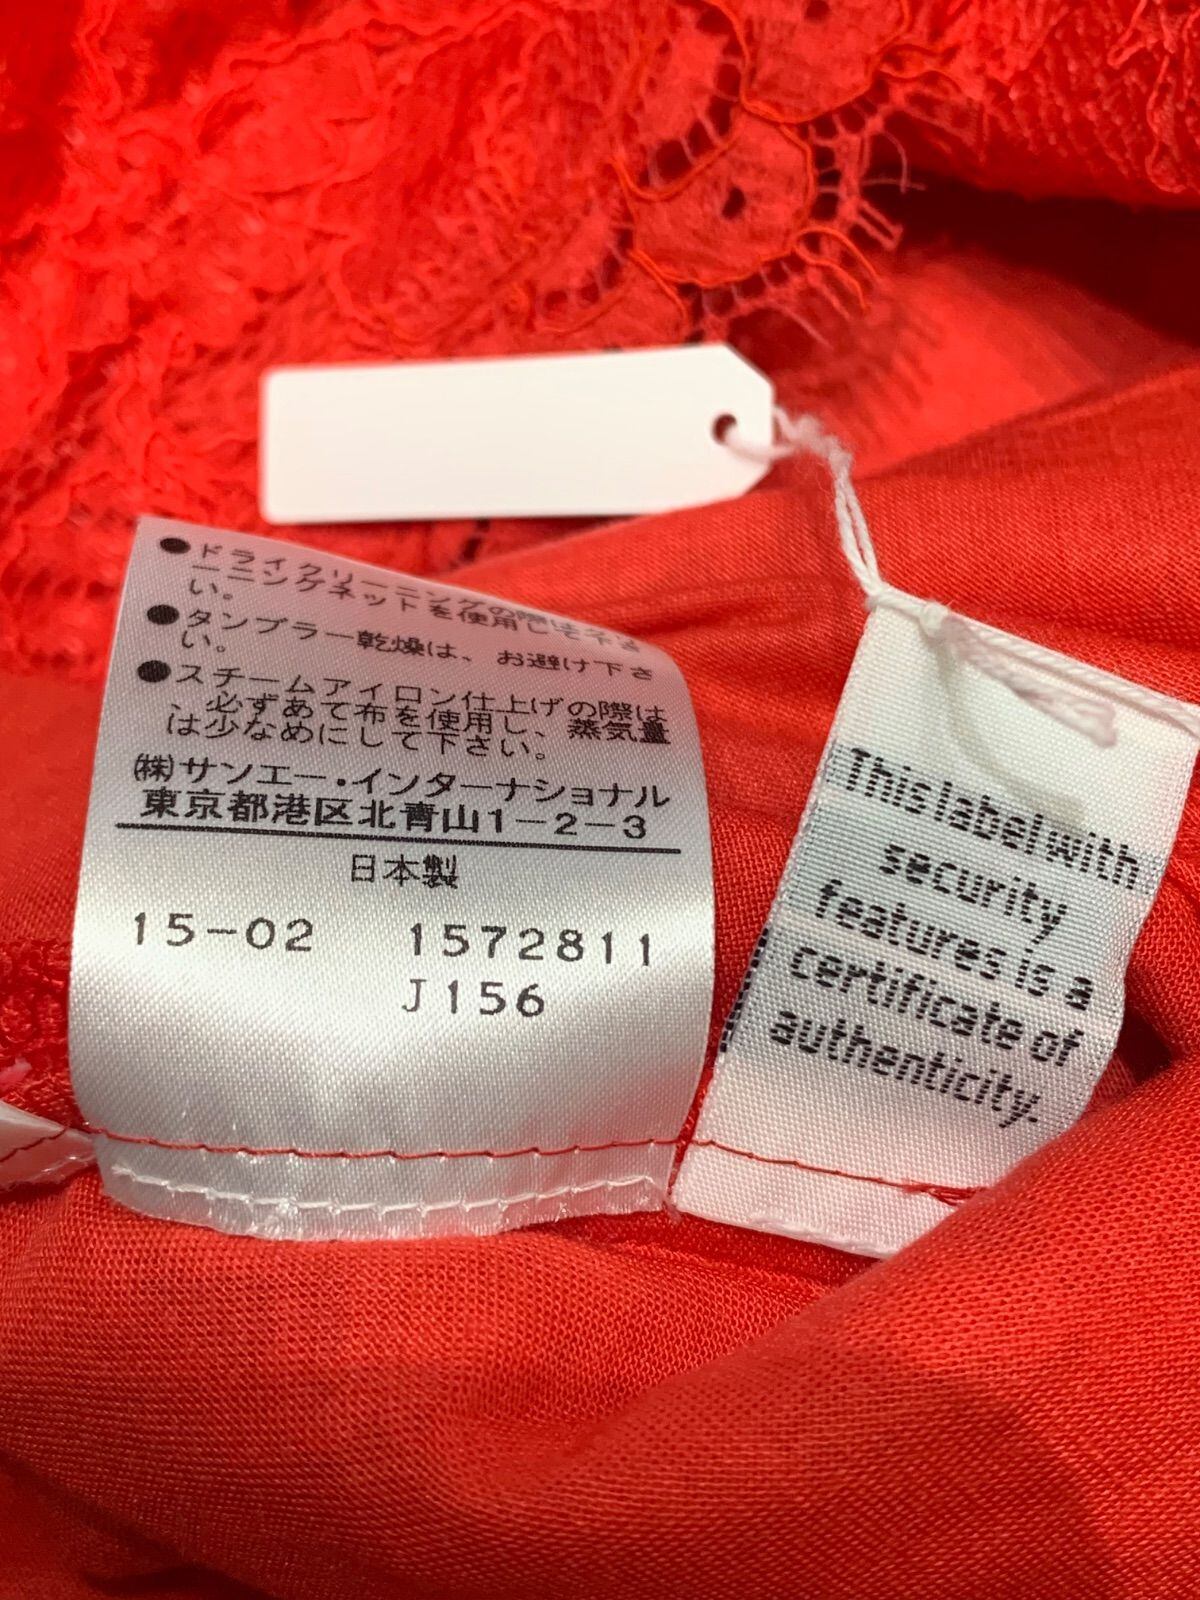 ●ドライクリーニングの際はネ
ーニングネットを使用して下さ
い。
●タンブラー乾燥は、お避け下さ
い。
●スチームアイロン仕上げの際は
、必ずあて布を使用し、蒸気量
は少なめにして下さい。
㈱サンエー・インターナショナル
東京都港区北青山1-2-3
日本製
15-02 1572811
J156
This label with
security
features is a
certificate of
authenticity.